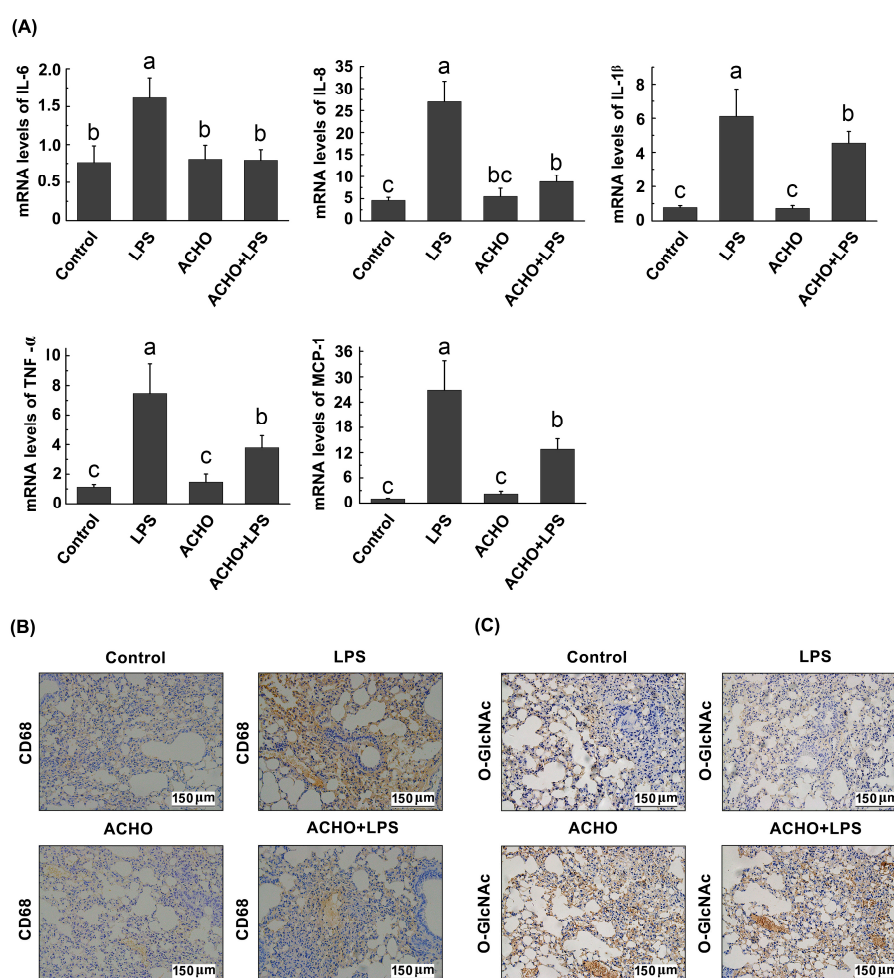 (A)
mRNA levels of IL-6
2.0
1.5
1.0
0.5
0.0
a
b
b
b
Control
LPS
ACHO
ACHO+LPS
mRNA levels of IL-8
35
30
25
20
15
10
5
0
c
a
bc
b
Control
LPS
ACHO
ACHO+LPS
mRNA levels of IL-1β
8
6
4
2
0
c
a
c
b
Control
LPS
ACHO
ACHO+LPS
mRNA levels of TNF -α
10
8
6
4
2
0
c
a
c
b
Control
LPS
ACHO
ACHO+LPS
mRNA levels of MCP-1
36
30
24
18
12
6
0
c
a
c
b
Control
LPS
ACHO
ACHO+LPS
(B)
Control
LPS
CD68
150 μm
CD68
150 μm
ACHO
ACHO+LPS
CD68
150 μm
CD68
150 μm
(C)
Control
LPS
O-GlcNAc
150 μm
O-GlcNAc
150 μm
ACHO
ACHO+LPS
O-GlcNAc
150 μm
O-GlcNAc
150 μm